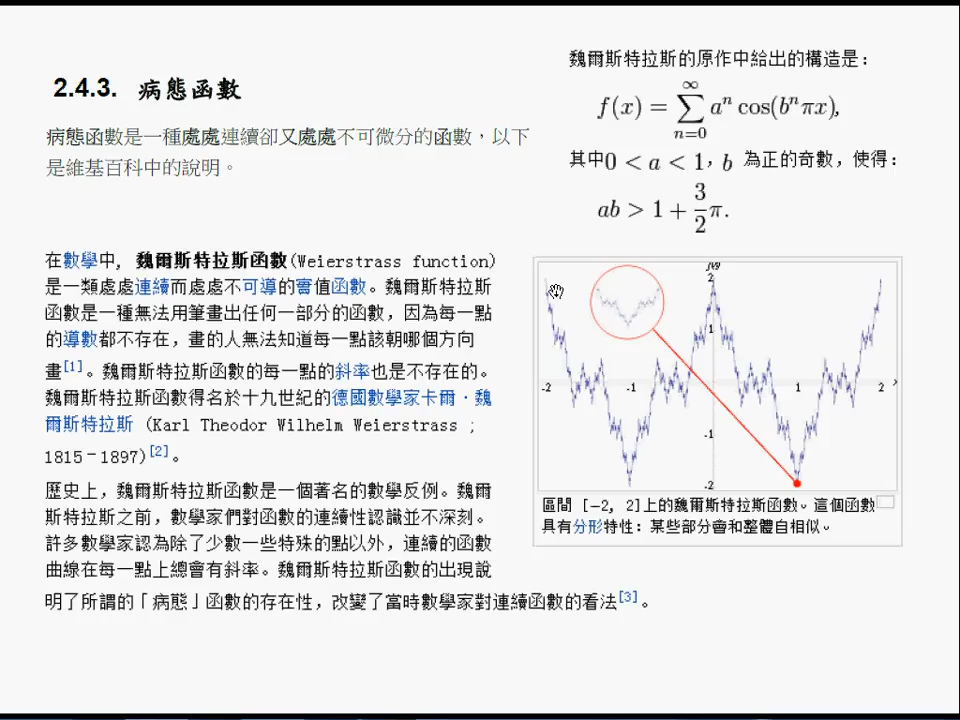 2.4.3. 病態函數
病態函數是一種處處連續卻又處處不可微分的函數，以下
是維基百科中的說明。
在數學中, 魏爾斯特拉斯函數(Weierstrass function)
是一類處處連續而處處不可導的實值函數。魏爾斯特拉斯
函數是一種無法用筆畫出任何一部分的函數，因為每一點
的導數都不存在，畫的人無法知道每一點該朝哪個方向
畫[1]。魏爾斯特拉斯函數的每一點的斜率也是不存在的。
魏爾斯特拉斯函數得名於十九世紀的德國數學家卡爾·魏
爾斯特拉斯 (Karl Theodor Wilhelm Weierstrass ;
1815－1897)[2]。
歷史上，魏爾斯特拉斯函數是一個著名的數學反例。魏爾
斯特拉斯之前，數學家們對函數的連續性認識並不深刻。
許多數學家認為除了少數一些特殊的點以外，連續的函數
曲線在每一點上總會有斜率。魏爾斯特拉斯函數的出現說
明了所謂的「病態」函數的存在性，改變了當時數學家對連續函數的看法[3]。
魏爾斯特拉斯的原作中給出的構造是：
f(x) = ∑_{n=0}^{∞} a^n cos(b^n πx),
其中0 < a < 1，b 為正的奇數，使得：
ab > 1 + 3/2 π.
f(x)
2
1
-2 -1 1 2 x
-1
-2
區間 [−2, 2]上的魏爾斯特拉斯函數。這個函數
具有分形特性：某些部分會和整體自相似。